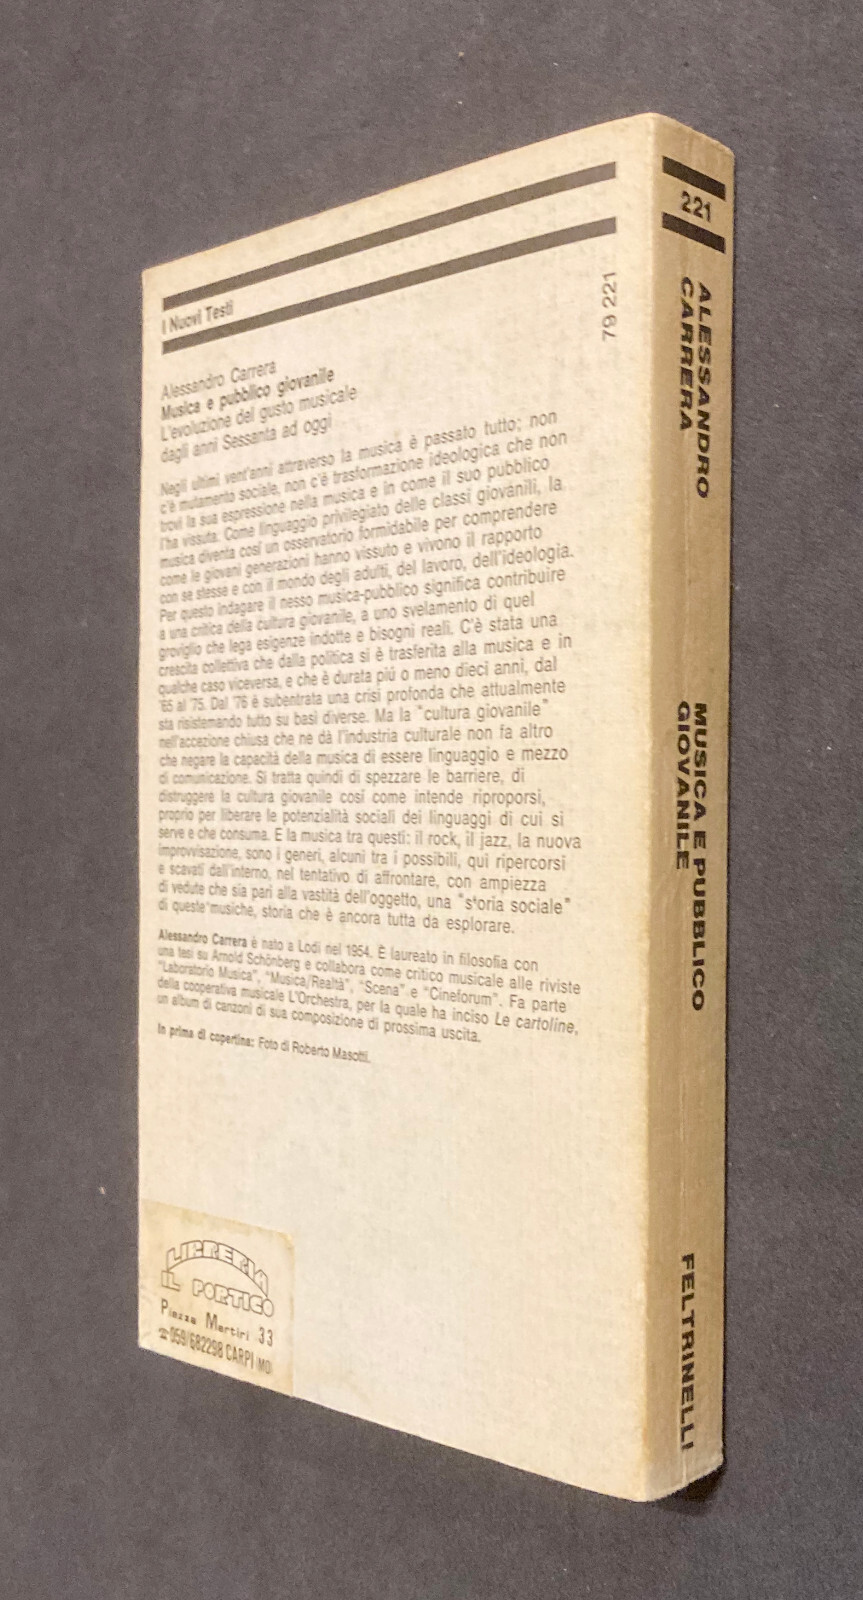 I Nuovi Testi
79 221
Alessandro Carrera
Musica e pubblico giovanile
L'evoluzione del gusto musicale
dagli anni Sessanta ad oggi
Negli ultimi vent'anni attraverso la musica è passato tutto: non
c'è mutamento sociale, non c'è trasformazione ideologica che non
trovi la sua espressione nella musica e in come il suo pubblico
l'ha vissuta. Come linguaggio privilegiato delle classi giovanili, la
musica diventa cosí un osservatorio formidabile per comprendere
come le giovani generazioni hanno vissuto e vivono il rapporto
con se stesse e con il mondo degli adulti, del lavoro, dell'ideologia.
Per questo indagare il nesso musica-pubblico significa contribuire
a una critica della cultura giovanile, a uno svelamento di quel
groviglio che lega esigenze indotte e bisogni reali. C'è stata una
crescita collettiva che dalla politica si è trasferita alla musica e in
qualche caso viceversa, e che è durata piú o meno dieci anni, dal
'65 al '75. Dal '76 è subentrata una crisi profonda che attualmente
sta risistemando tutto su basi diverse. Ma la "cultura giovanile"
nell'accezione chiusa che ne dà l'industria culturale non fa altro
che negare la capacità della musica di essere linguaggio e mezzo
di comunicazione. Si tratta quindi di spezzare le barriere, di
distruggere la cultura giovanile cosí come intende riproporsi,
proprio per liberare le potenzialità sociali dei linguaggi di cui si
serve e che consuma. E la musica tra questi: il rock, il jazz, la nuova
improvvisazione, sono i generi, alcuni tra i possibili, qui ripercorsi
e scavati dall'interno, nel tentativo di affrontare, con ampiezza
di vedute che sia pari alla vastità dell'oggetto, una "storia sociale"
di queste musiche, storia che è ancora tutta da esplorare.
Alessandro Carrera è nato a Lodi nel 1954. È laureato in filosofia con
una tesi su Arnold Schönberg e collabora come critico musicale alle riviste
"Laboratorio Musica", "Musica/Realtà", "Scena" e "Cineforum". Fa parte
della cooperativa musicale L'Orchestra, per la quale ha inciso Le cartoline,
un album di canzoni di sua composizione di prossima uscita.
In prima di copertina: Foto di Roberto Masotti.
LIBRERIA
IL PORTICO
Piazza Martiri 33
☎059/682298 CARPI MO
221
ALESSANDRO
CARRERA
MUSICA E PUBBLICO
GIOVANILE
FELTRINELLI